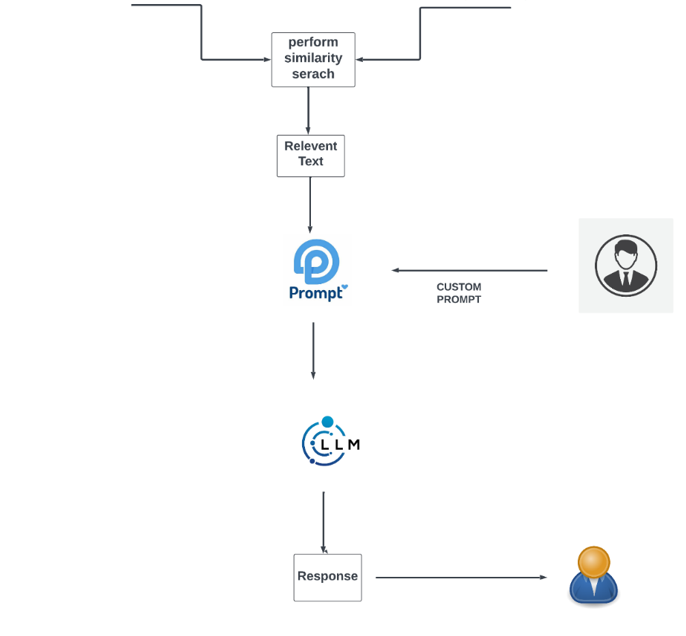 perform
similarity
serach
Relevent
Text
Prompt
CUSTOM
PROMPT
LLM
Response